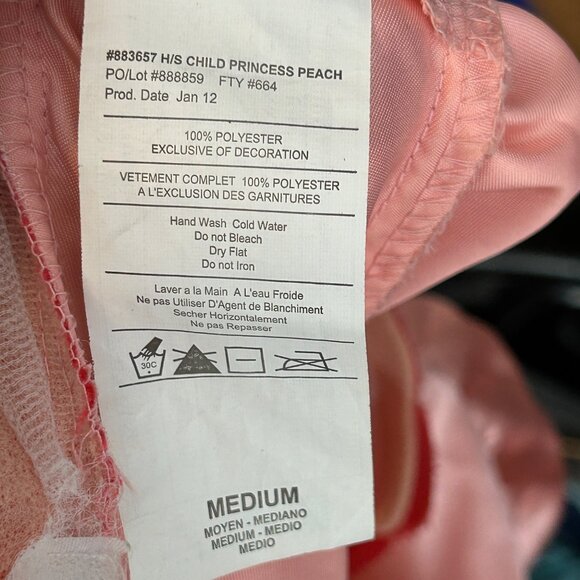 #883657 H/S CHILD PRINCESS PEACH
PO/Lot #888859 FTY #664
Prod. Date Jan 12
100% POLYESTER
EXCLUSIVE OF DECORATION
VETEMENT COMPLET 100% POLYESTER
A L'EXCLUSION DES GARNITURES
Hand Wash Cold Water
Do not Bleach
Dry Flat
Do not Iron
Laver a la Main A L'eau Froide
Ne pas Utiliser D'Agent de Blanchiment
Secher Horizontalement
Ne pas Repasser
30C
MEDIUM
MOYEN - MEDIANO
MEDIUM - MEDIO
MEDIO